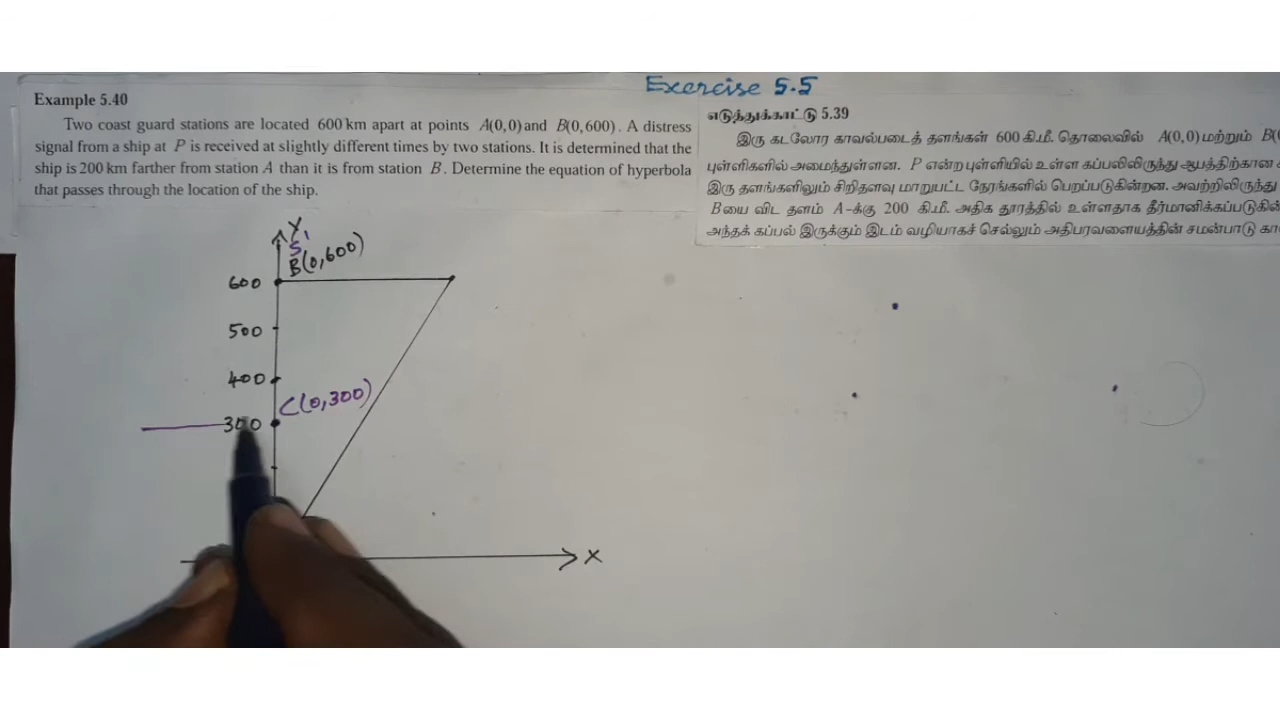 Exercise 5.5
Example 5.40
Two coast guard stations are located 600 km apart at points A(0,0) and B(0,600). A distress
signal from a ship at P is received at slightly different times by two stations. It is determined that the
ship is 200 km farther from station A than it is from station B. Determine the equation of hyperbola
that passes through the location of the ship.
எடுத்துக்காட்டு 5.39
இரு கடலோர காவல்படைத் தளங்கள் 600 கி.மீ. தொலைவில் A(0,0) மற்றும் B(0
புள்ளிகளில் அமைந்துள்ளன. P என்ற புள்ளியில் உள்ள கப்பலிலிருந்து ஆபத்திற்கான
இரு தளங்களிலும் சிறிதளவு மாறுபட்ட நேரங்களில் பெறப்படுகின்றன. அவற்றிலிருந்து
Bயை விட தளம் A-க்கு 200 கி.மீ. அதிக தூரத்தில் உள்ளதாக
அந்தக் கப்பல் இருக்கும் இடம் வழியாகச் செல்லும் அதிபரவளையத்தின் சமன்பாடு
Y
S1
B(0,600)
600
500
400
C(0,300)
300
X